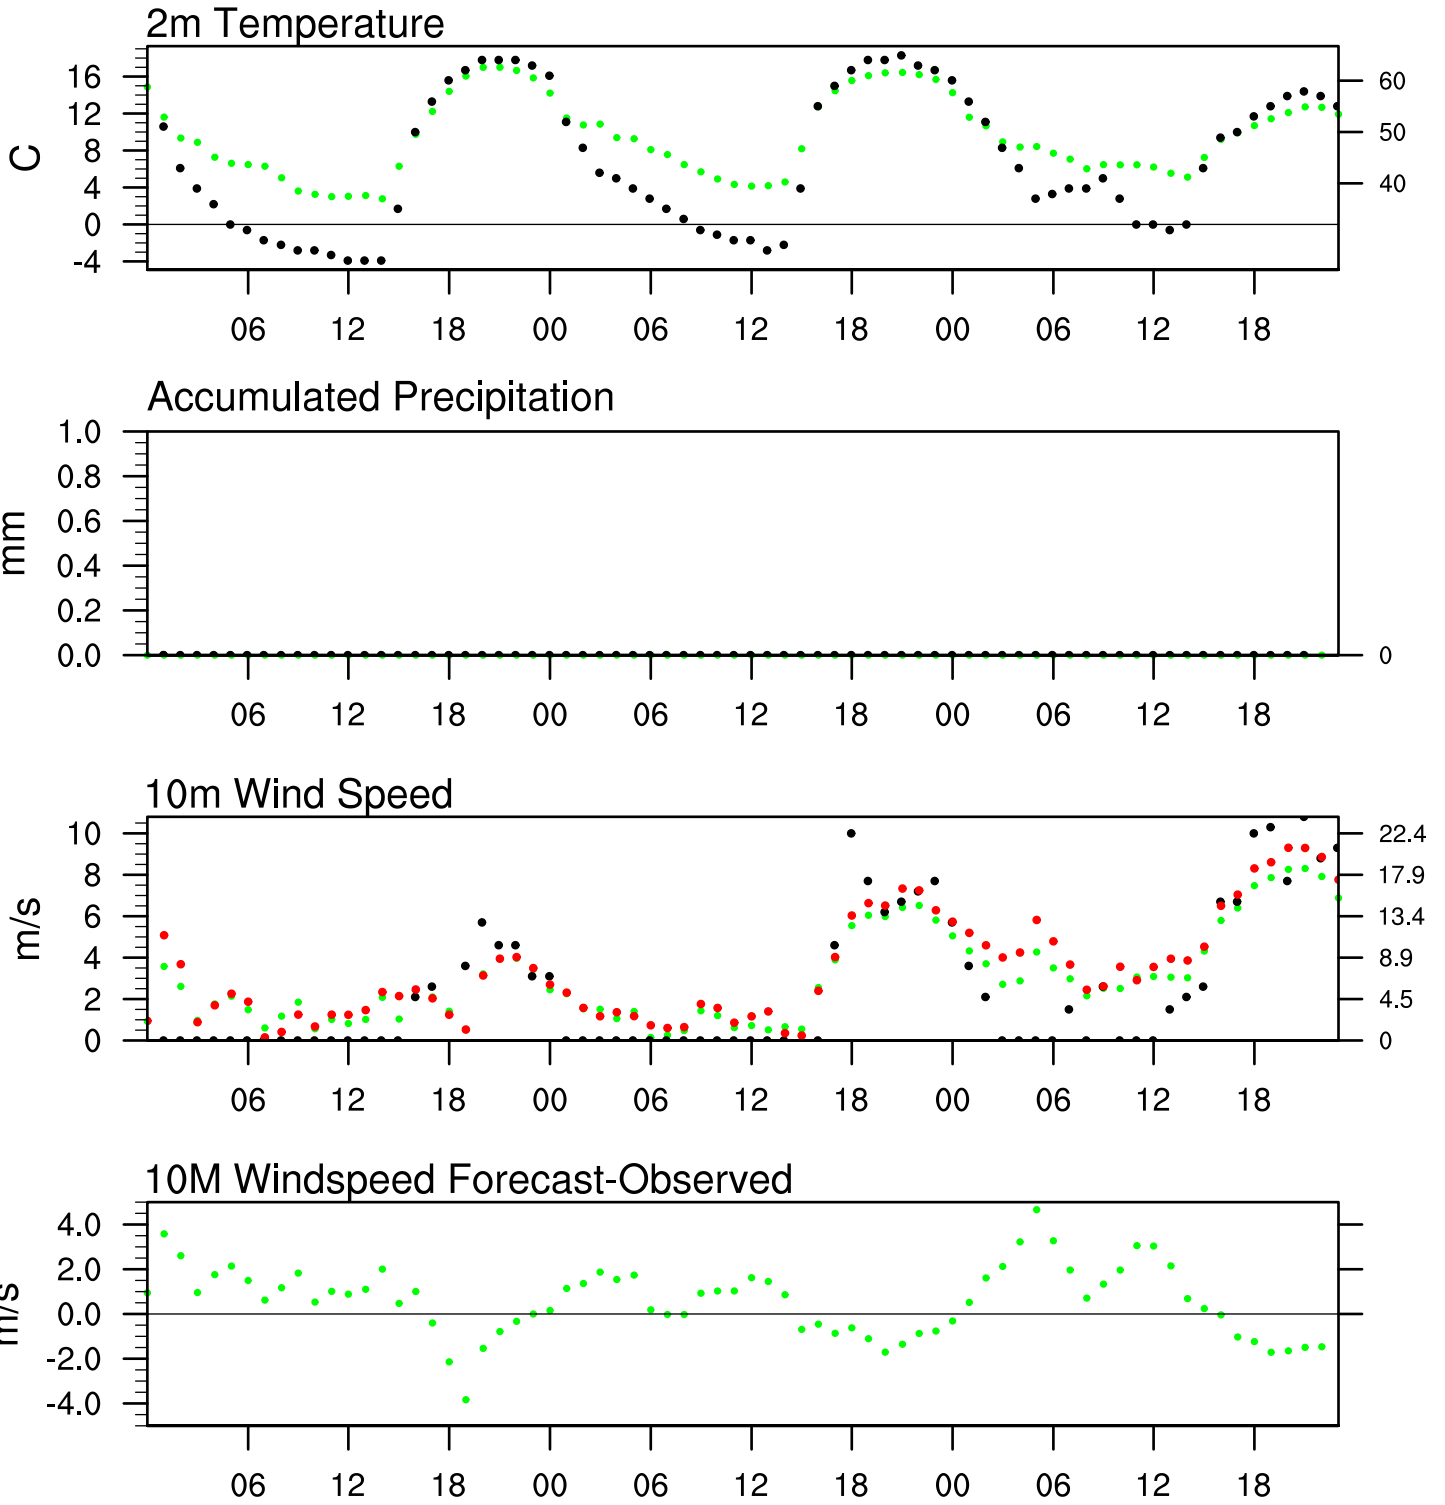 2m Temperature
16
12
8
4
0
-4
C
60
50
40
06 12 18 00 06 12 18 00 06 12 18
Accumulated Precipitation
1.0
0.8
0.6
0.4
0.2
0.0
mm
0
06 12 18 00 06 12 18 00 06 12 18
10m Wind Speed
10
8
6
4
2
0
m/s
22.4
17.9
13.4
8.9
4.5
0
06 12 18 00 06 12 18 00 06 12 18
10M Windspeed Forecast-Observed
4.0
2.0
0.0
-2.0
-4.0
m/s
06 12 18 00 06 12 18 00 06 12 18